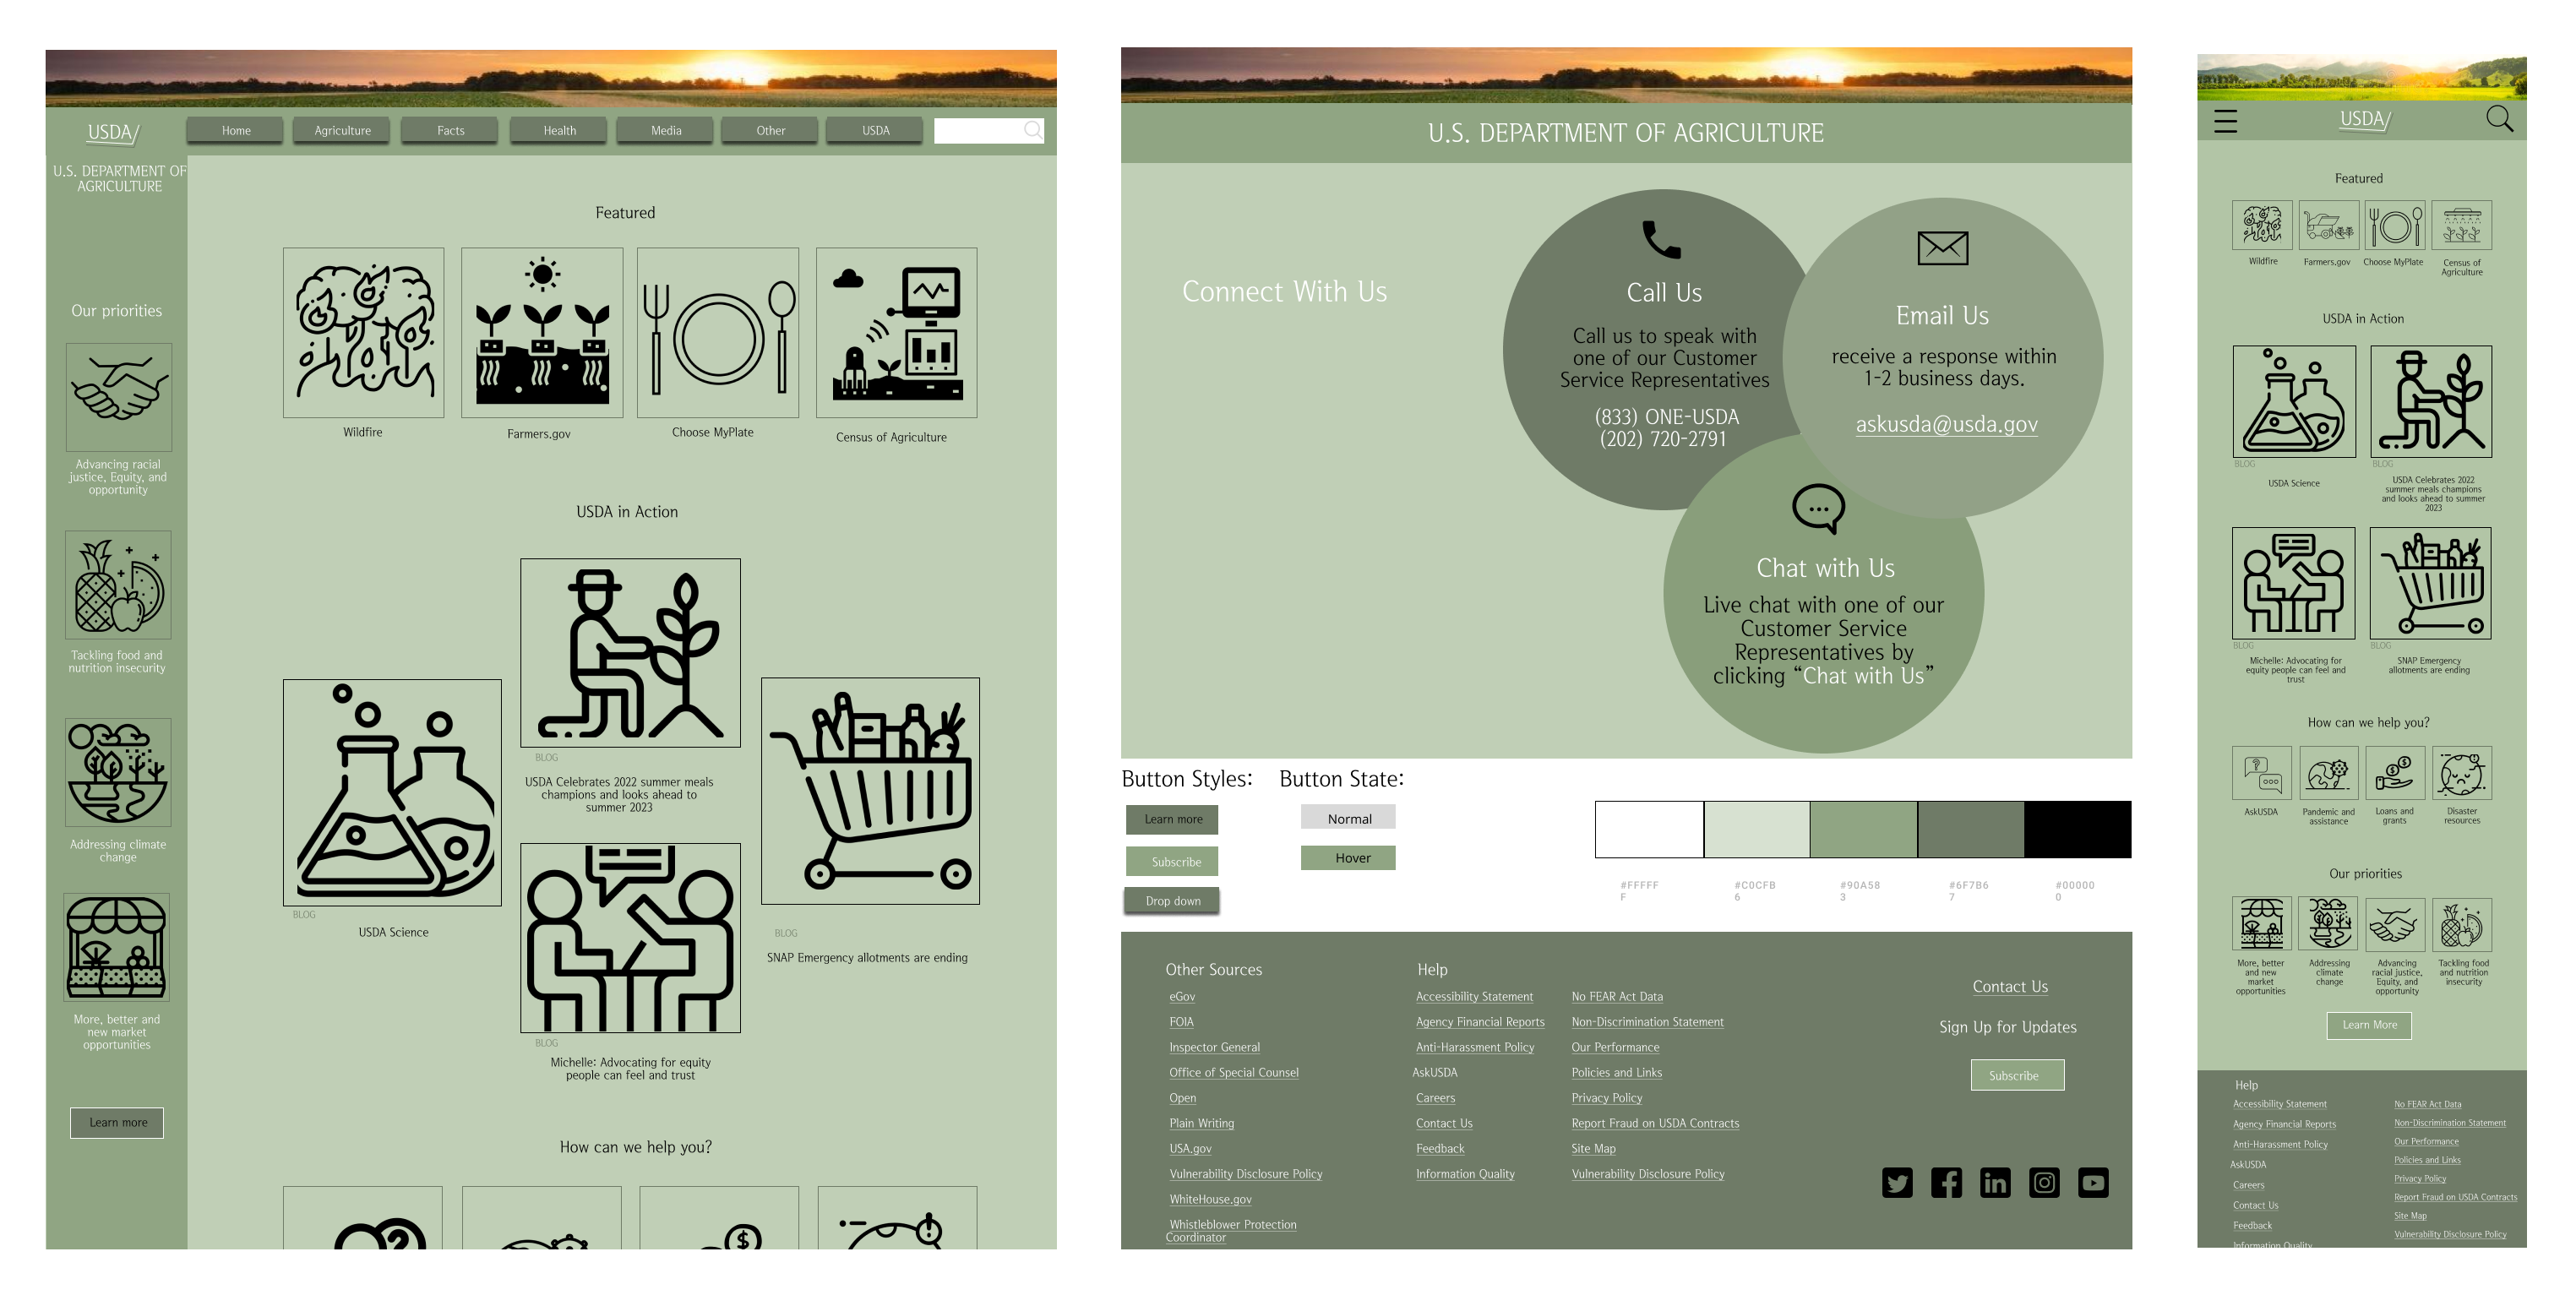 USDA/
Home
Agriculture
Facts
Health
Media
Other
USDA
U.S. DEPARTMENT OF
AGRICULTURE
Our priorities
Advancing racial
justice, Equity, and
opportunity
Tackling food and
nutrition insecurity
Addressing climate
change
More, better and
new market
opportunities
Learn more
Featured
Wildfire
Farmers.gov
Choose MyPlate
Census of Agriculture
USDA in Action
BLOG
USDA Celebrates 2022 summer meals
champions and looks ahead to
summer 2023
BLOG
USDA Science
BLOG
SNAP Emergency allotments are ending
BLOG
Michelle: Advocating for equity
people can feel and trust
How can we help you?
U.S. DEPARTMENT OF AGRICULTURE
Connect With Us
Call Us
Call us to speak with
one of our Customer
Service Representatives
(833) ONE-USDA
(202) 720-2791
Email Us
receive a response within
1-2 business days.
askusda@usda.gov
Chat with Us
Live chat with one of our
Customer Service
Representatives by
clicking “Chat with Us”
Button Styles:
Learn more
Subscribe
Drop down
Button State:
Normal
Hover
#FFFFF
F
#C0CFB
6
#90A58
3
#6F7B6
7
#00000
0
Other Sources
eGov
FOIA
Inspector General
Office of Special Counsel
Open
Plain Writing
USA.gov
Vulnerability Disclosure Policy
WhiteHouse.gov
Whistleblower Protection
Coordinator
Help
Accessibility Statement
Agency Financial Reports
Anti-Harassment Policy
AskUSDA
Careers
Contact Us
Feedback
Information Quality
No FEAR Act Data
Non-Discrimination Statement
Our Performance
Policies and Links
Privacy Policy
Report Fraud on USDA Contracts
Site Map
Vulnerability Disclosure Policy
Contact Us
Sign Up for Updates
Subscribe
USDA/
Featured
Wildfire
Farmers.gov
Choose MyPlate
Census of
Agriculture
USDA in Action
BLOG
USDA Science
BLOG
USDA Celebrates 2022
summer meals champions
and looks ahead to summer
2023
BLOG
Michelle: Advocating for
equity people can feel and
trust
BLOG
SNAP Emergency
allotments are ending
How can we help you?
AskUSDA
Pandemic and
assistance
Loans and
grants
Disaster
resources
Our priorities
More, better
and new
market
opportunities
Addressing
climate
change
Advancing
racial justice,
Equity, and
opportunity
Tackling food
and nutrition
insecurity
Learn More
Help
Accessibility Statement
Agency Financial Reports
Anti-Harassment Policy
AskUSDA
Careers
Contact Us
Feedback
Information Quality
No FEAR Act Data
Non-Discrimination Statement
Our Performance
Policies and Links
Privacy Policy
Report Fraud on USDA Contracts
Site Map
Vulnerability Disclosure Policy